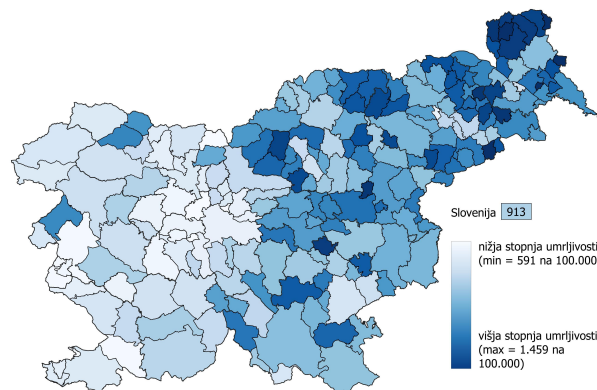 Slovenija 913
nižja stopnja umrljivosti
(min = 591 na 100.000)
višja stopnja umrljivosti
(max = 1.459 na
100.000)